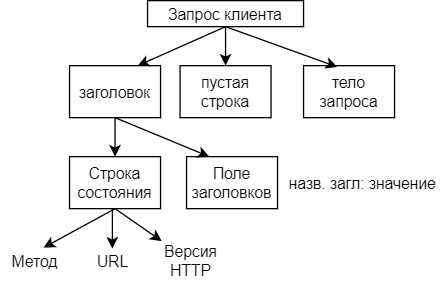 Запрос клиента
заголовок
пустая
строка
тело
запроса
Строка
состояния
Поле
заголовков
назв. загл: значение
Метод
URL
Версия
HTTP